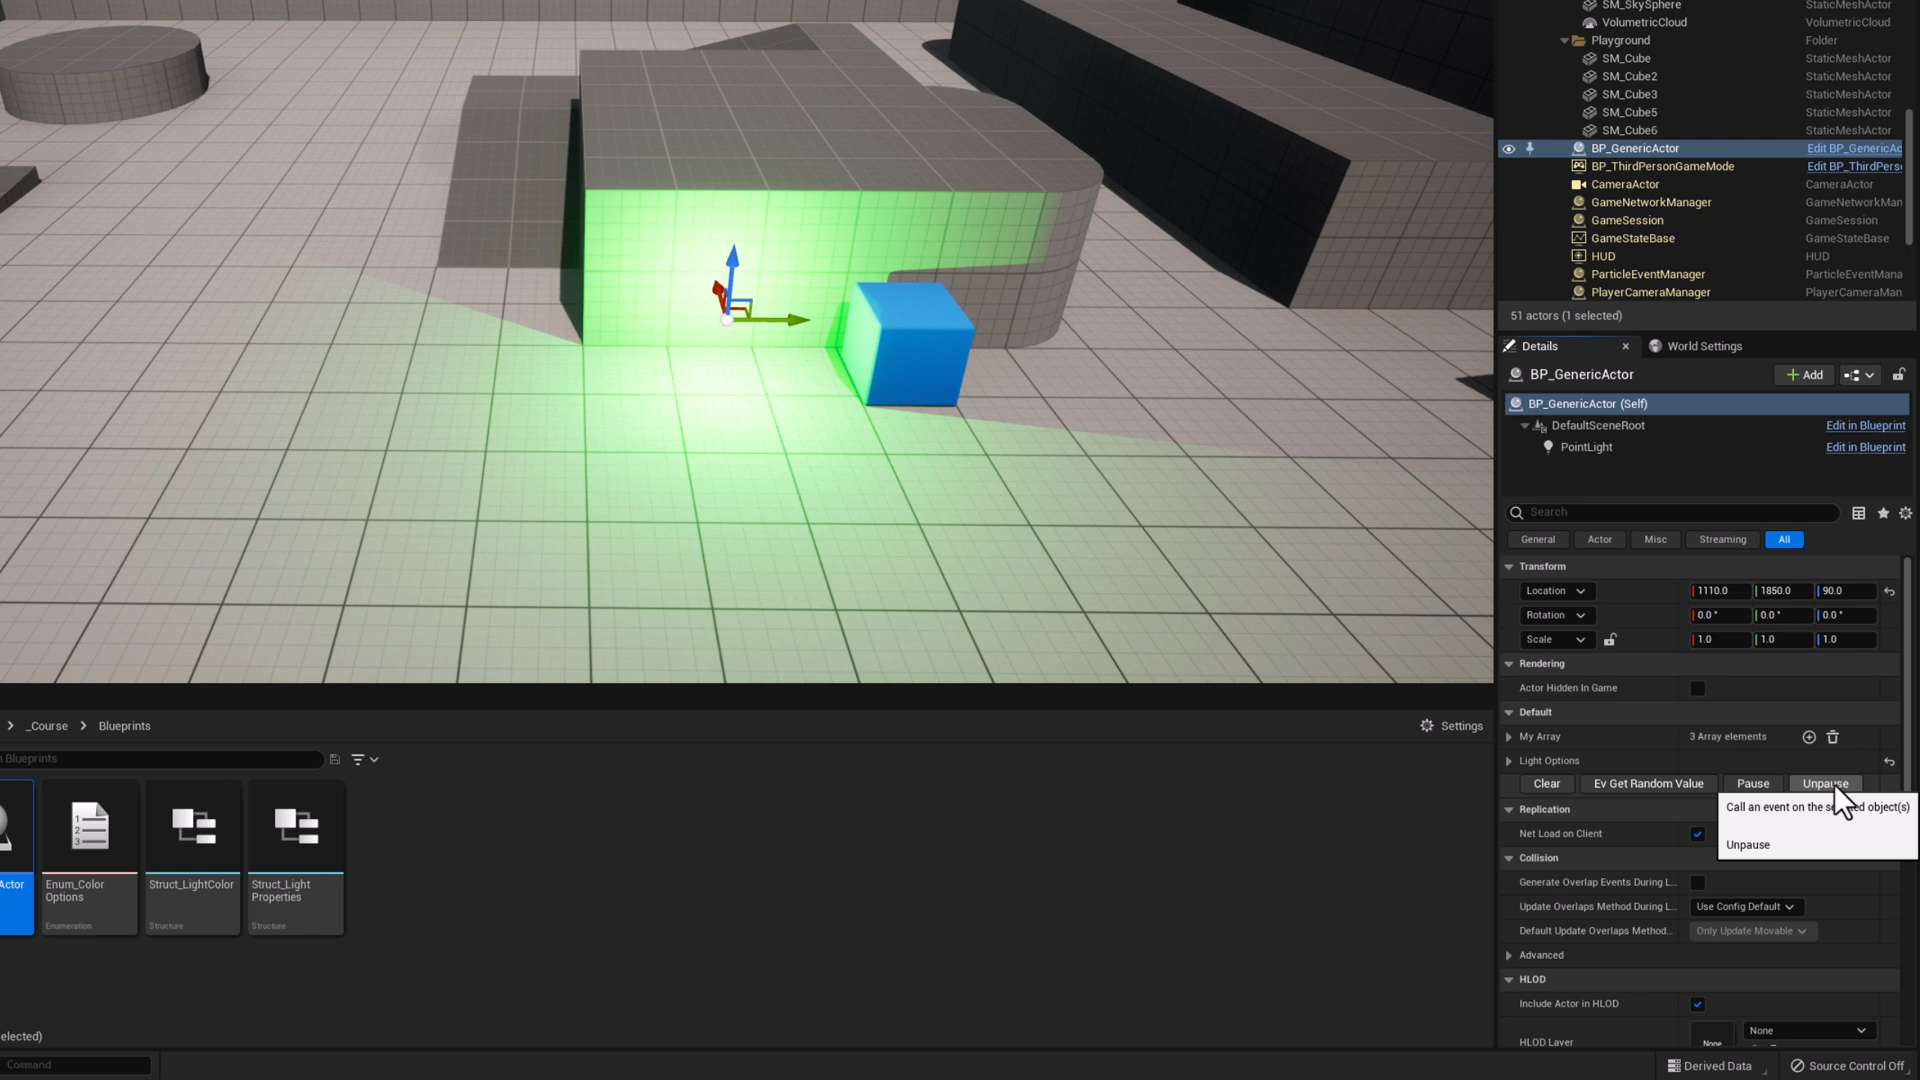 SM_SkySphere StaticMeshActor
VolumetricCloud VolumetricCloud
Playground Folder
SM_Cube StaticMeshActor
SM_Cube2 StaticMeshActor
SM_Cube3 StaticMeshActor
SM_Cube5 StaticMeshActor
SM_Cube6 StaticMeshActor
BP_GenericActor Edit BP_GenericAc
BP_ThirdPersonGameMode Edit BP_ThirdPerso
CameraActor CameraActor
GameNetworkManager GameNetworkMan
GameSession GameSession
GameStateBase GameStateBase
HUD HUD
ParticleEventManager ParticleEventMana
PlayerCameraManager PlayerCameraMan
51 actors (1 selected)
Details World Settings
BP_GenericActor Add
BP_GenericActor (Self)
DefaultSceneRoot Edit in Blueprint
PointLight Edit in Blueprint
Search
General Actor Misc Streaming All
Transform
Location 1110.0 1850.0 90.0
Rotation 0.0 ° 0.0 ° 0.0 °
Scale 1.0 1.0 1.0
Rendering
Actor Hidden In Game
Default
My Array 3 Array elements
Light Options
Clear Ev Get Random Value Pause Unpause
Call an event on the se ed object(s)
Unpause
Replication
Net Load on Client
Collision
Generate Overlap Events During L...
Update Overlaps Method During L... Use Config Default
Default Update Overlaps Method... Only Update Movable
Advanced
HLOD
Include Actor in HLOD
HLOD Layer None None
_Course Blueprints Settings
n Blueprints
Actor
Enum_Color
Options
Enumeration
Struct_LightColor
Structure
Struct_Light
Properties
Structure
elected)
Command
Derived Data Source Control Off